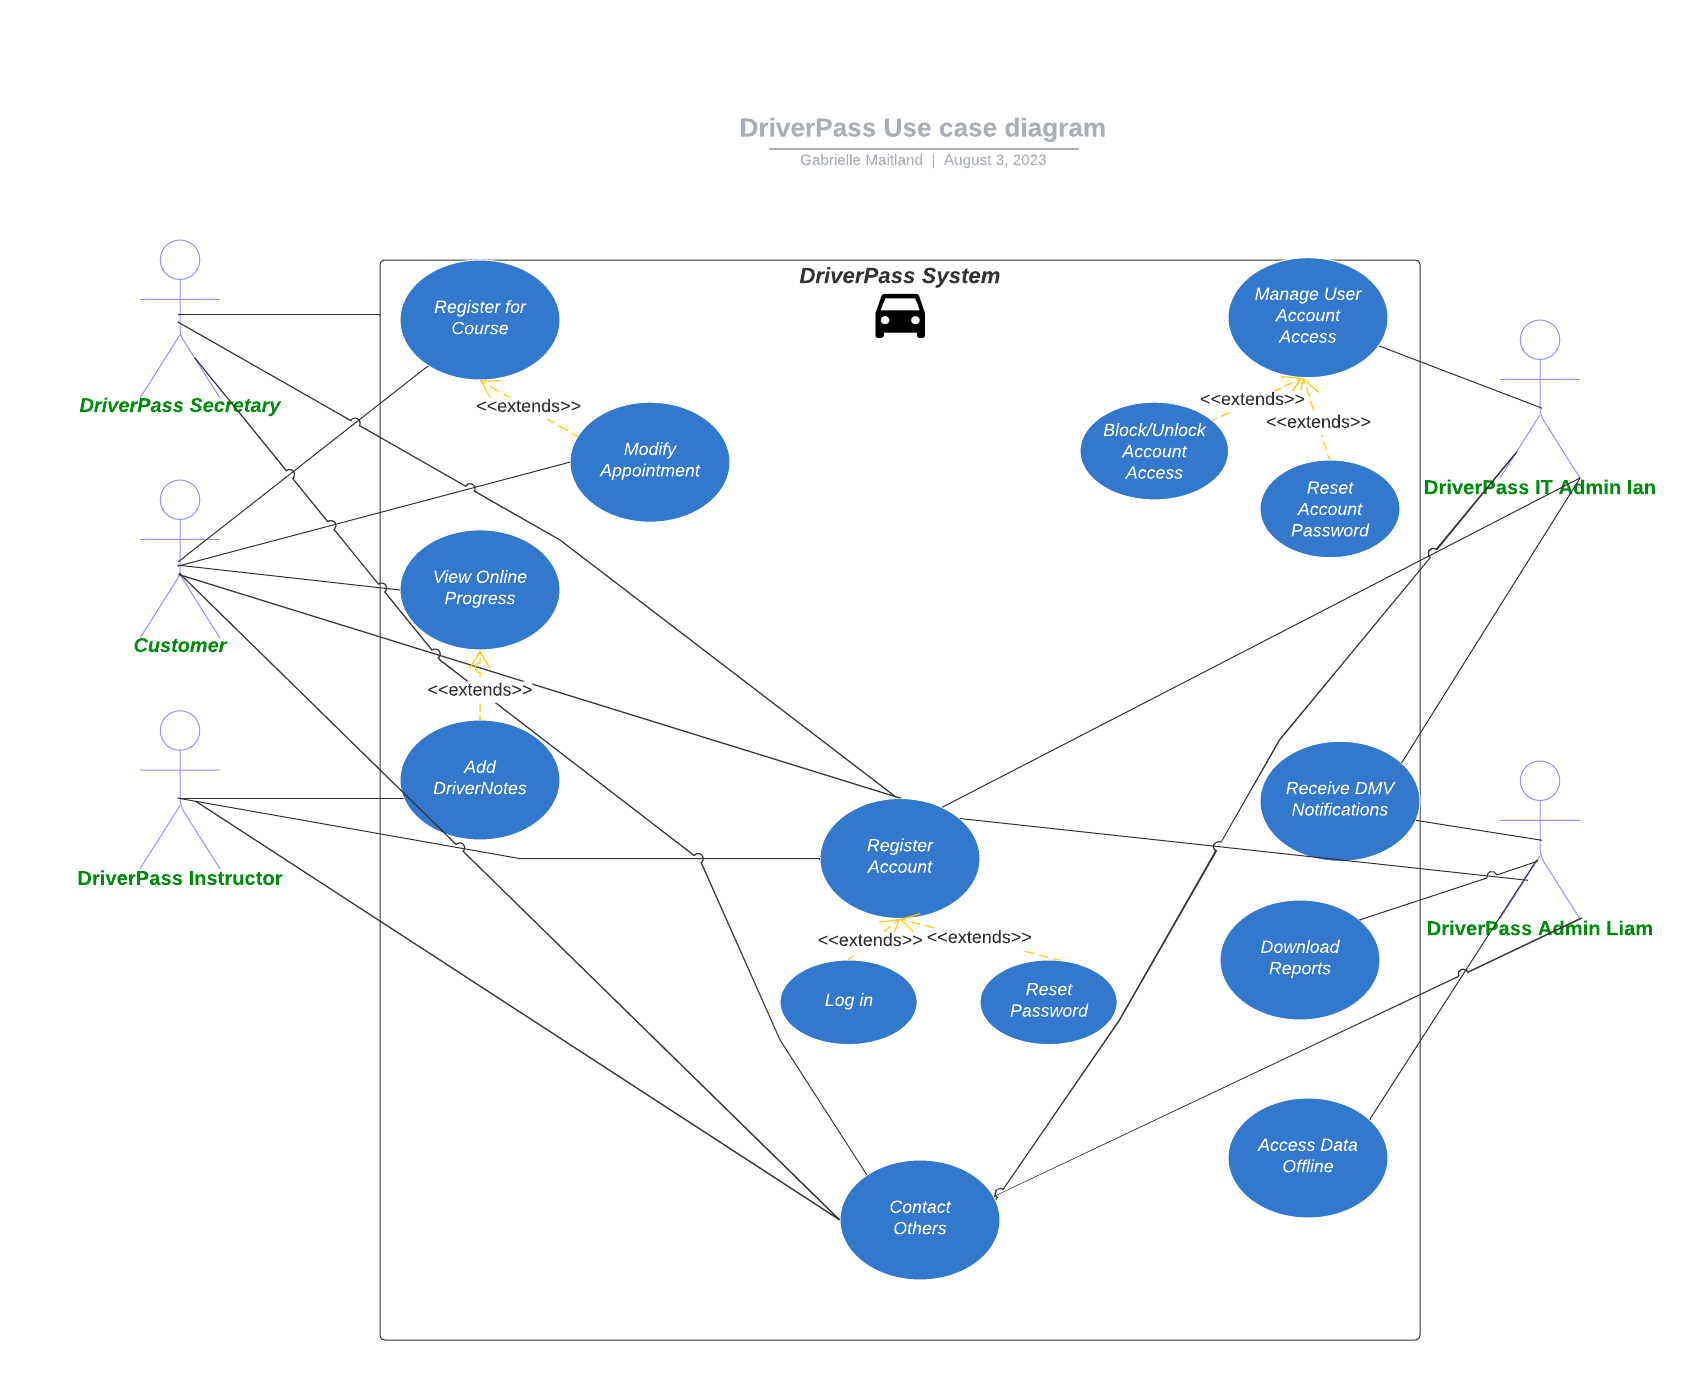 DriverPass Use case diagram
Gabrielle Maitland | August 3, 2023
DriverPass System
Register for
Course
Manage User
Account
Access
DriverPass Secretary
<<extends>>
<<extends>>
<<extends>>
Modify
Appointment
Block/Unlock
Account
Access
Reset
Account
Password
DriverPass IT Admin Ian
View Online
Progress
Customer
<<extends>>
Add
DriverNotes
Receive DMV
Notifications
DriverPass Instructor
Register
Account
DriverPass Admin Liam
<<extends>>
<<extends>>
Download
Reports
Log in
Reset
Password
Access Data
Offline
Contact
Others